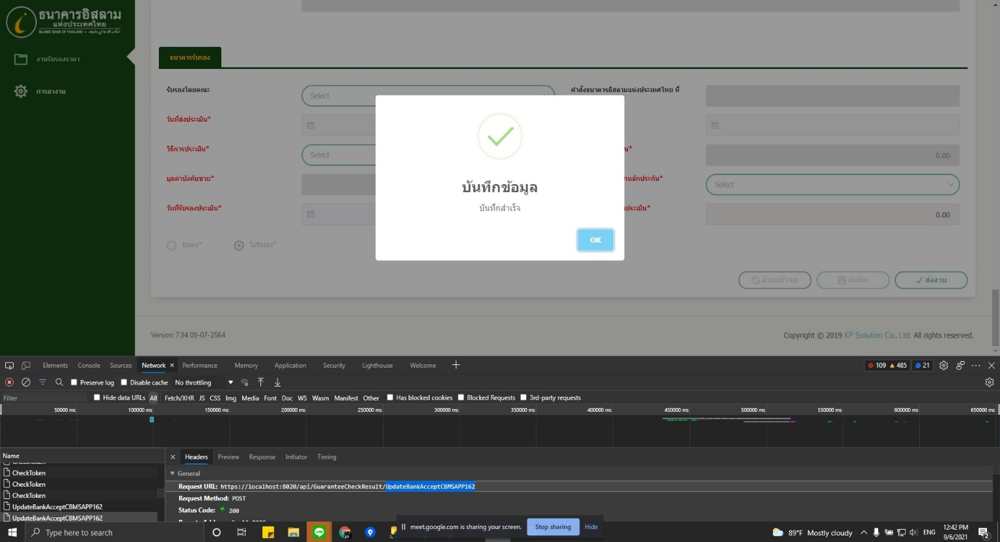 ธนาคารอิสลาม
แห่งประเทศไทย
ISLAMIC BANK OF THAILAND
งานรับรองราคา
การลางาน
ธนาคารรับรอง
รับรองโดยคณะ
Select
คำสั่งธนาคารอิสลามแห่งประเทศไทย ที่
วันที่ส่งประเมิน*
วิธีการประเมิน*
Select
น*
0.00
มูลค่าบังคับขาย*
หลักประกัน*
Select
วันที่รับรองประเมิน*
ประเมิน*
0.00
รับรอง*
ไม่รับรอง*
บันทึกข้อมูล
บันทึกสำเร็จ
OK
ล้างหน้าจอ
บันทึก
ส่งงาน
Version: 7.94 09-07-2564
Copyright © 2019 KP Solution Co., Ltd. All rights reserved.
Elements Console Sources Network × Performance Memory Application Security Lighthouse Welcome
109 485 21
Preserve log Disable cache No throttling
Filter Hide data URLs All Fetch/XHR JS CSS Img Media Font Doc WS Wasm Manifest Other Has blocked cookies Blocked Requests 3rd-party requests
50000 ms 100000 ms 150000 ms 200000 ms 250000 ms 300000 ms 350000 ms 400000 ms 450000 ms 500000 ms 550000 ms 600000 ms 650000 ms
Name
Headers Preview Response Initiator Timing
CheckToken
General
CheckToken
Request URL: https://localhost:8020/api/GuaranteeCheckResult/UpdateBankAcceptCBMSAPP162
CheckToken
Request Method: POST
CheckToken
UpdateBankAcceptCBMSAPP162
Status Code: 200
UpdateBankAcceptCBMSAPP162
meet.google.com is sharing your screen. Stop sharing Hide
Type here to search
89°F Mostly cloudy
ENG
12:42 PM
9/6/2021
2